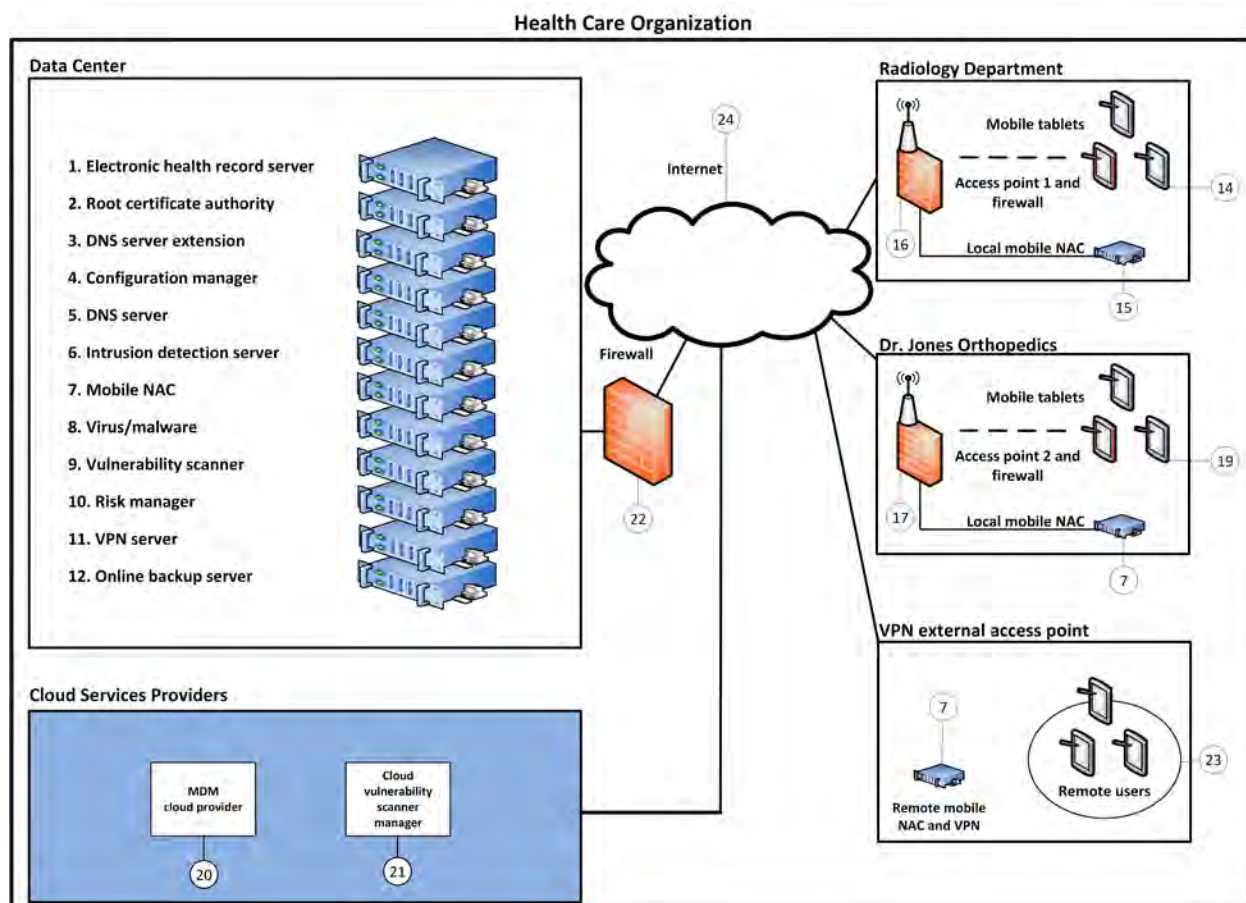 Health Care Organization
Data Center
1. Electronic health record server
2. Root certificate authority
3. DNS server extension
4. Configuration manager
5. DNS server
6. Intrusion detection server
7. Mobile NAC
8. Virus/malware
9. Vulnerability scanner
10. Risk manager
11. VPN server
12. Online backup server
Firewall
22
24
Internet
Radiology Department
Mobile tablets
Access point 1 and
firewall
14
16
Local mobile NAC
15
Dr. Jones Orthopedics
Mobile tablets
Access point 2 and
firewall
19
17
Local mobile NAC
7
VPN external access point
7
Remote mobile
NAC and VPN
Remote users
23
Cloud Services Providers
MDM
cloud provider
20
Cloud
vulnerability
scanner
manager
21